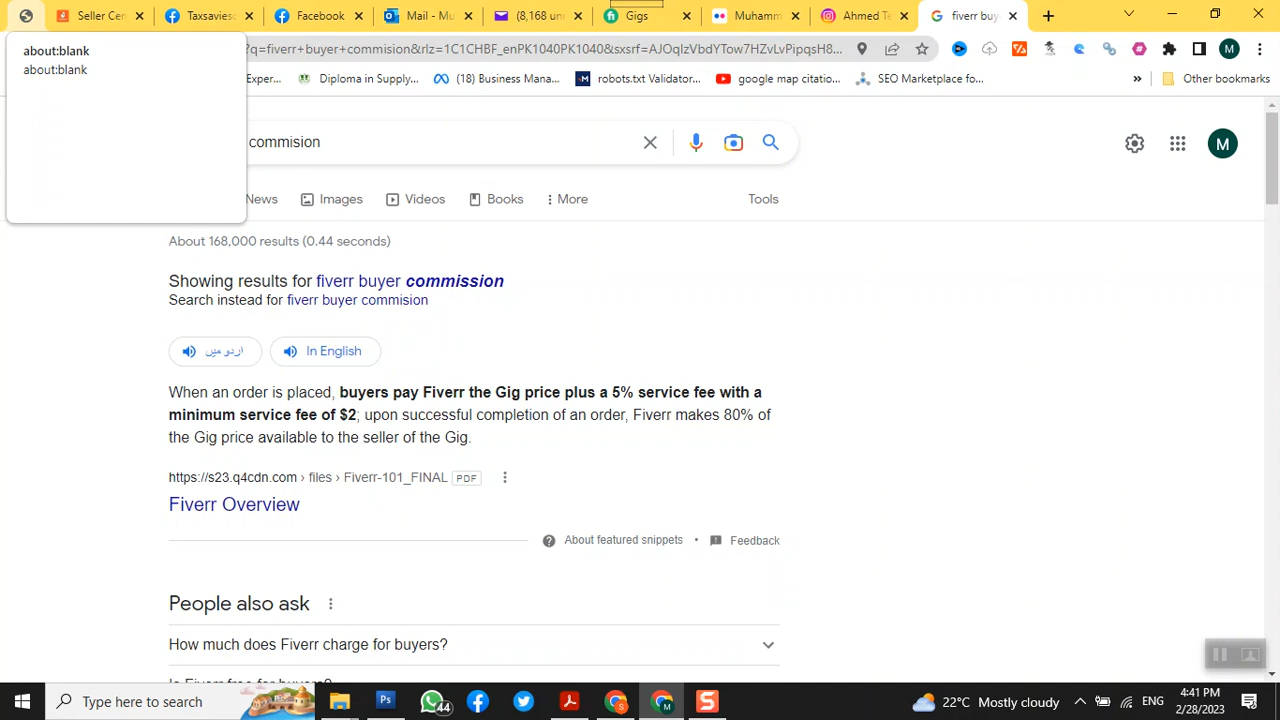 Seller Cen
Taxsavieso
Facebook
Mail - Mu
(8,168 un
Gigs
Muhamm
Ahmed Te
fiverr buy
about:blank
about:blank
?q=fiverr+buyer+commision&rlz=1C1CHBF_enPK1040PK1040&sxsrf=AJOqlzVbdYTow7HZvLvPipqsH8...
M
Exper...
Diploma in Supply...
(18) Business Mana...
robots.txt Validator...
google map citatio...
SEO Marketplace fo...
»
Other bookmarks
commision
M
News
Images
Videos
Books
More
Tools
About 168,000 results (0.44 seconds)
Showing results for fiverr buyer commission
Search instead for fiverr buyer commision
اردو میں
In English
When an order is placed, buyers pay Fiverr the Gig price plus a 5% service fee with a
minimum service fee of $2; upon successful completion of an order, Fiverr makes 80% of
the Gig price available to the seller of the Gig.
https://s23.q4cdn.com › files › Fiverr-101_FINAL PDF
Fiverr Overview
About featured snippets • Feedback
People also ask
How much does Fiverr charge for buyers?
Is Fiverr free for buyers?
Type here to search
Ps
44
M
S
22°C Mostly cloudy
ENG
4:41 PM
2/28/2023